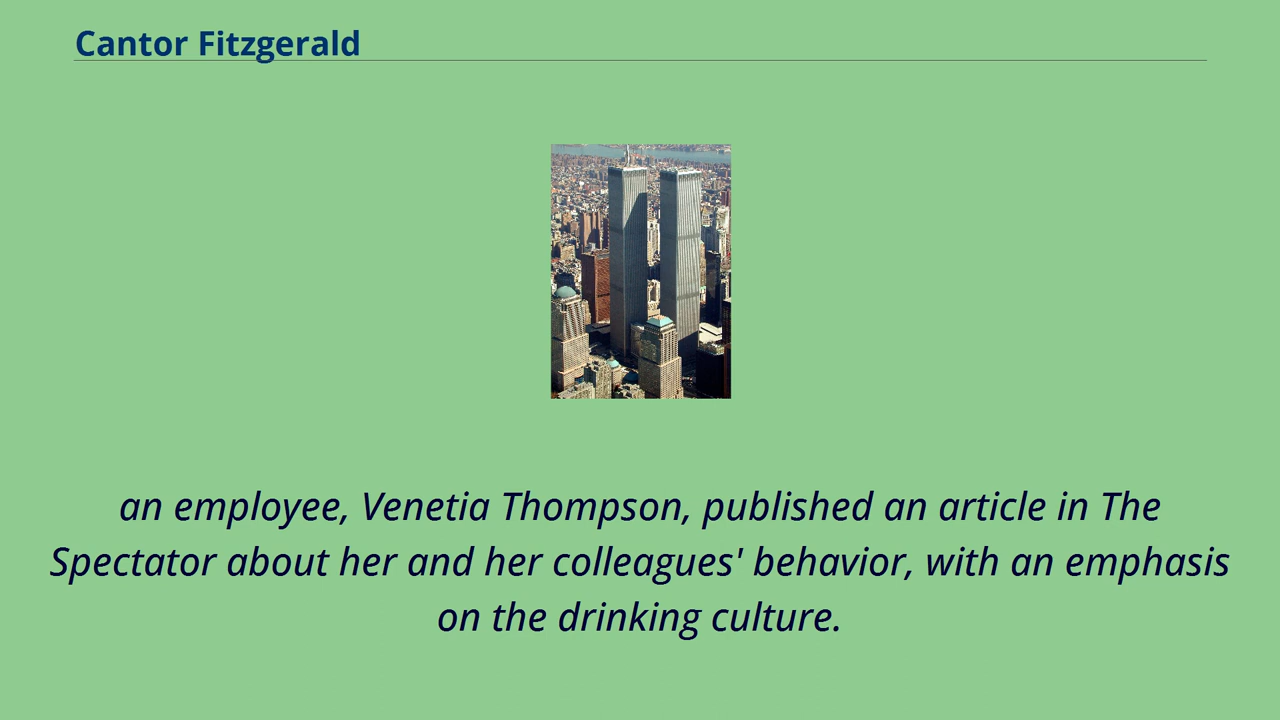 Cantor Fitzgerald
an employee, Venetia Thompson, published an article in The
Spectator about her and her colleagues' behavior, with an emphasis
on the drinking culture.